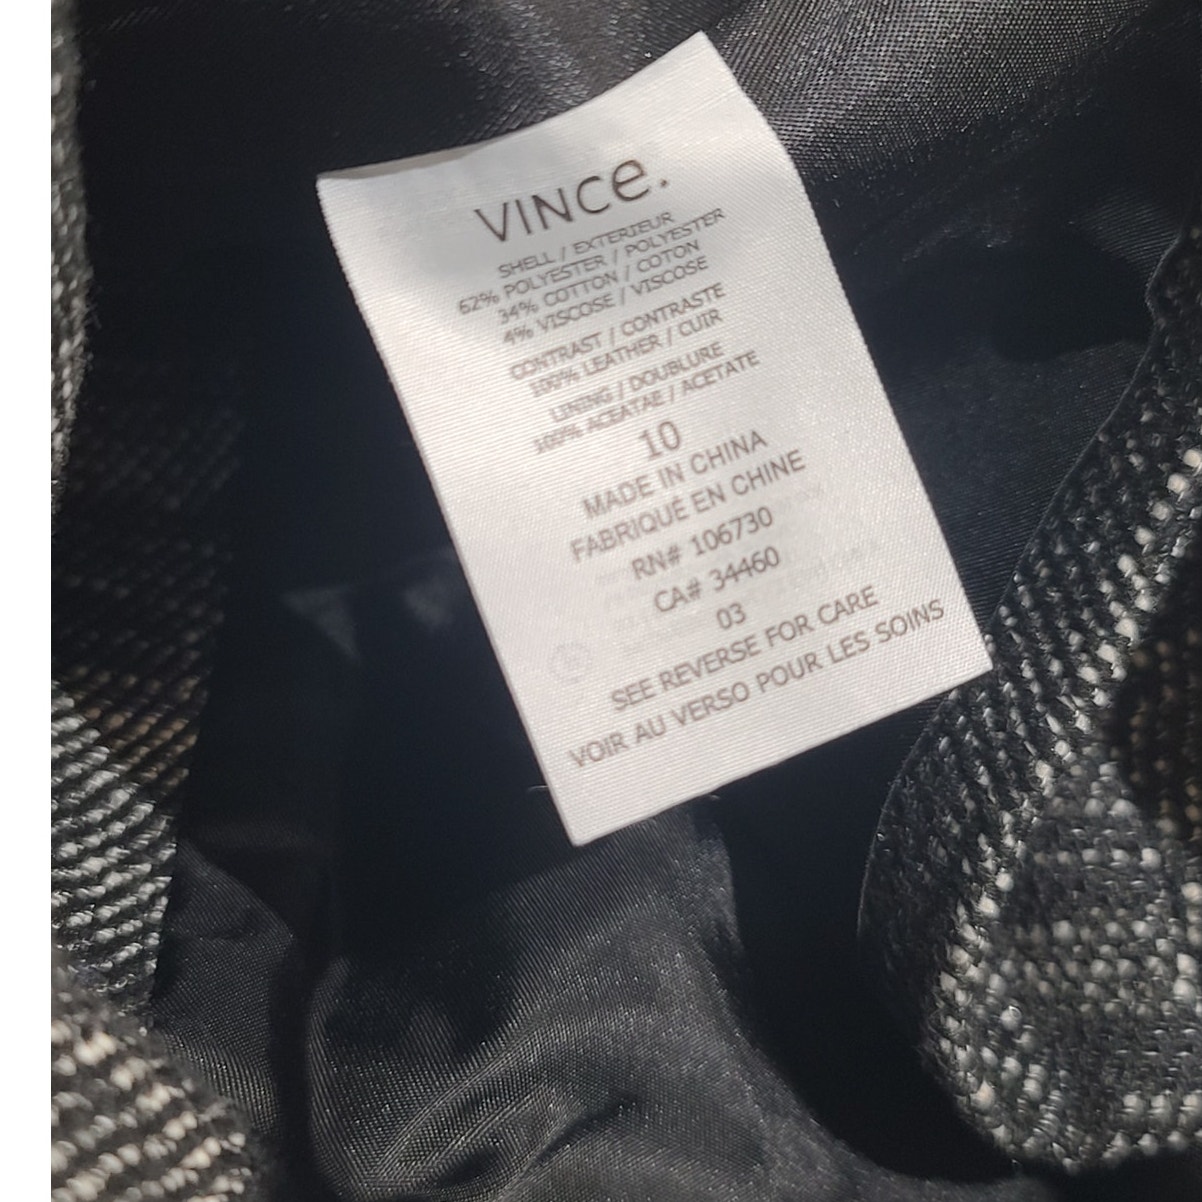 VINCe.
SHELL / EXTERIEUR
62% POLYESTER / POLYESTER
34% COTTON / COTON
4% VISCOSE / VISCOSE
CONTRAST / CONTRASTE
100% LEATHER / CUIR
LINING / DOUBLURE
100% ACEATAE / ACETATE
10
MADE IN CHINA
FABRIQUÉ EN CHINE
RN# 106730
CA# 34460
03
SEE REVERSE FOR CARE
VOIR AU VERSO POUR LES SOINS